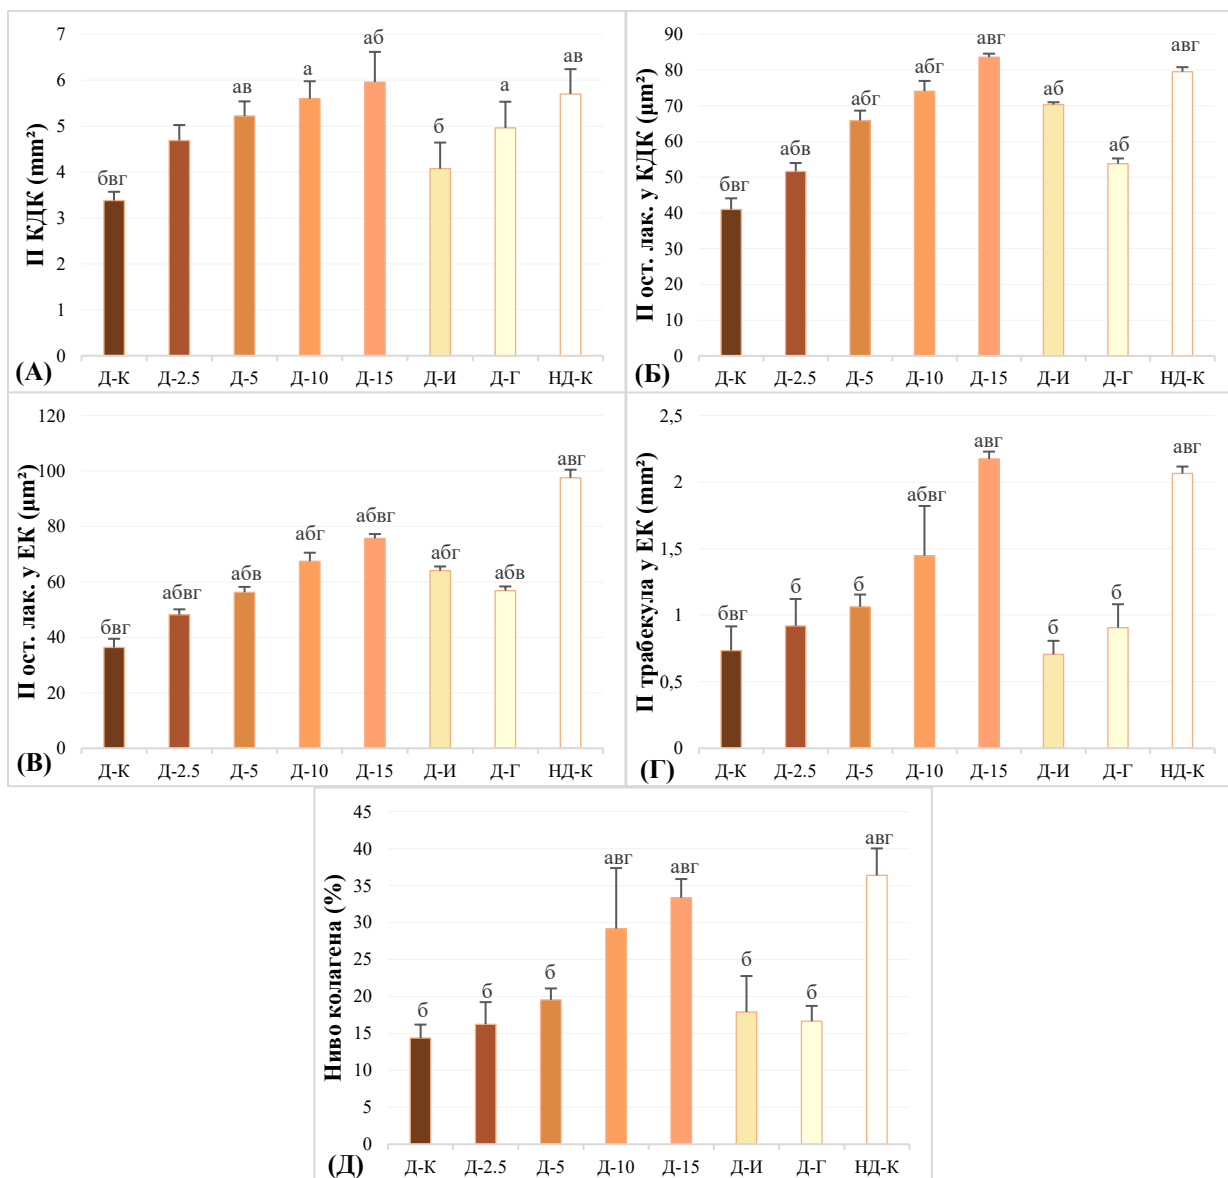 П КДК (mm²)
7
6
5
4
3
2
1
0
бвг
ав
а
аб
б
а
ав
Д-К Д-2.5 Д-5 Д-10 Д-15 Д-И Д-Г НД-К
(А)
П ост. лак. у КДК (µm²)
90
80
70
60
50
40
30
20
10
0
бвг
абв
абг
абг
авг
аб
аб
авг
Д-К Д-2.5 Д-5 Д-10 Д-15 Д-И Д-Г НД-К
(Б)
П ост. лак. у ЕК (µm²)
120
100
80
60
40
20
0
бвг
абвг
абв
абг
абвг
абг
абв
авг
Д-К Д-2.5 Д-5 Д-10 Д-15 Д-И Д-Г НД-К
(В)
П трабекула у ЕК (mm²)
2,5
2
1,5
1
0,5
0
бвг
б
б
абвг
авг
б
б
авг
Д-К Д-2.5 Д-5 Д-10 Д-15 Д-И Д-Г НД-К
(Г)
Ниво колагена (%)
45
40
35
30
25
20
15
10
5
0
б
б
б
авг
авг
б
б
авг
Д-К Д-2.5 Д-5 Д-10 Д-15 Д-И Д-Г НД-К
(Д)